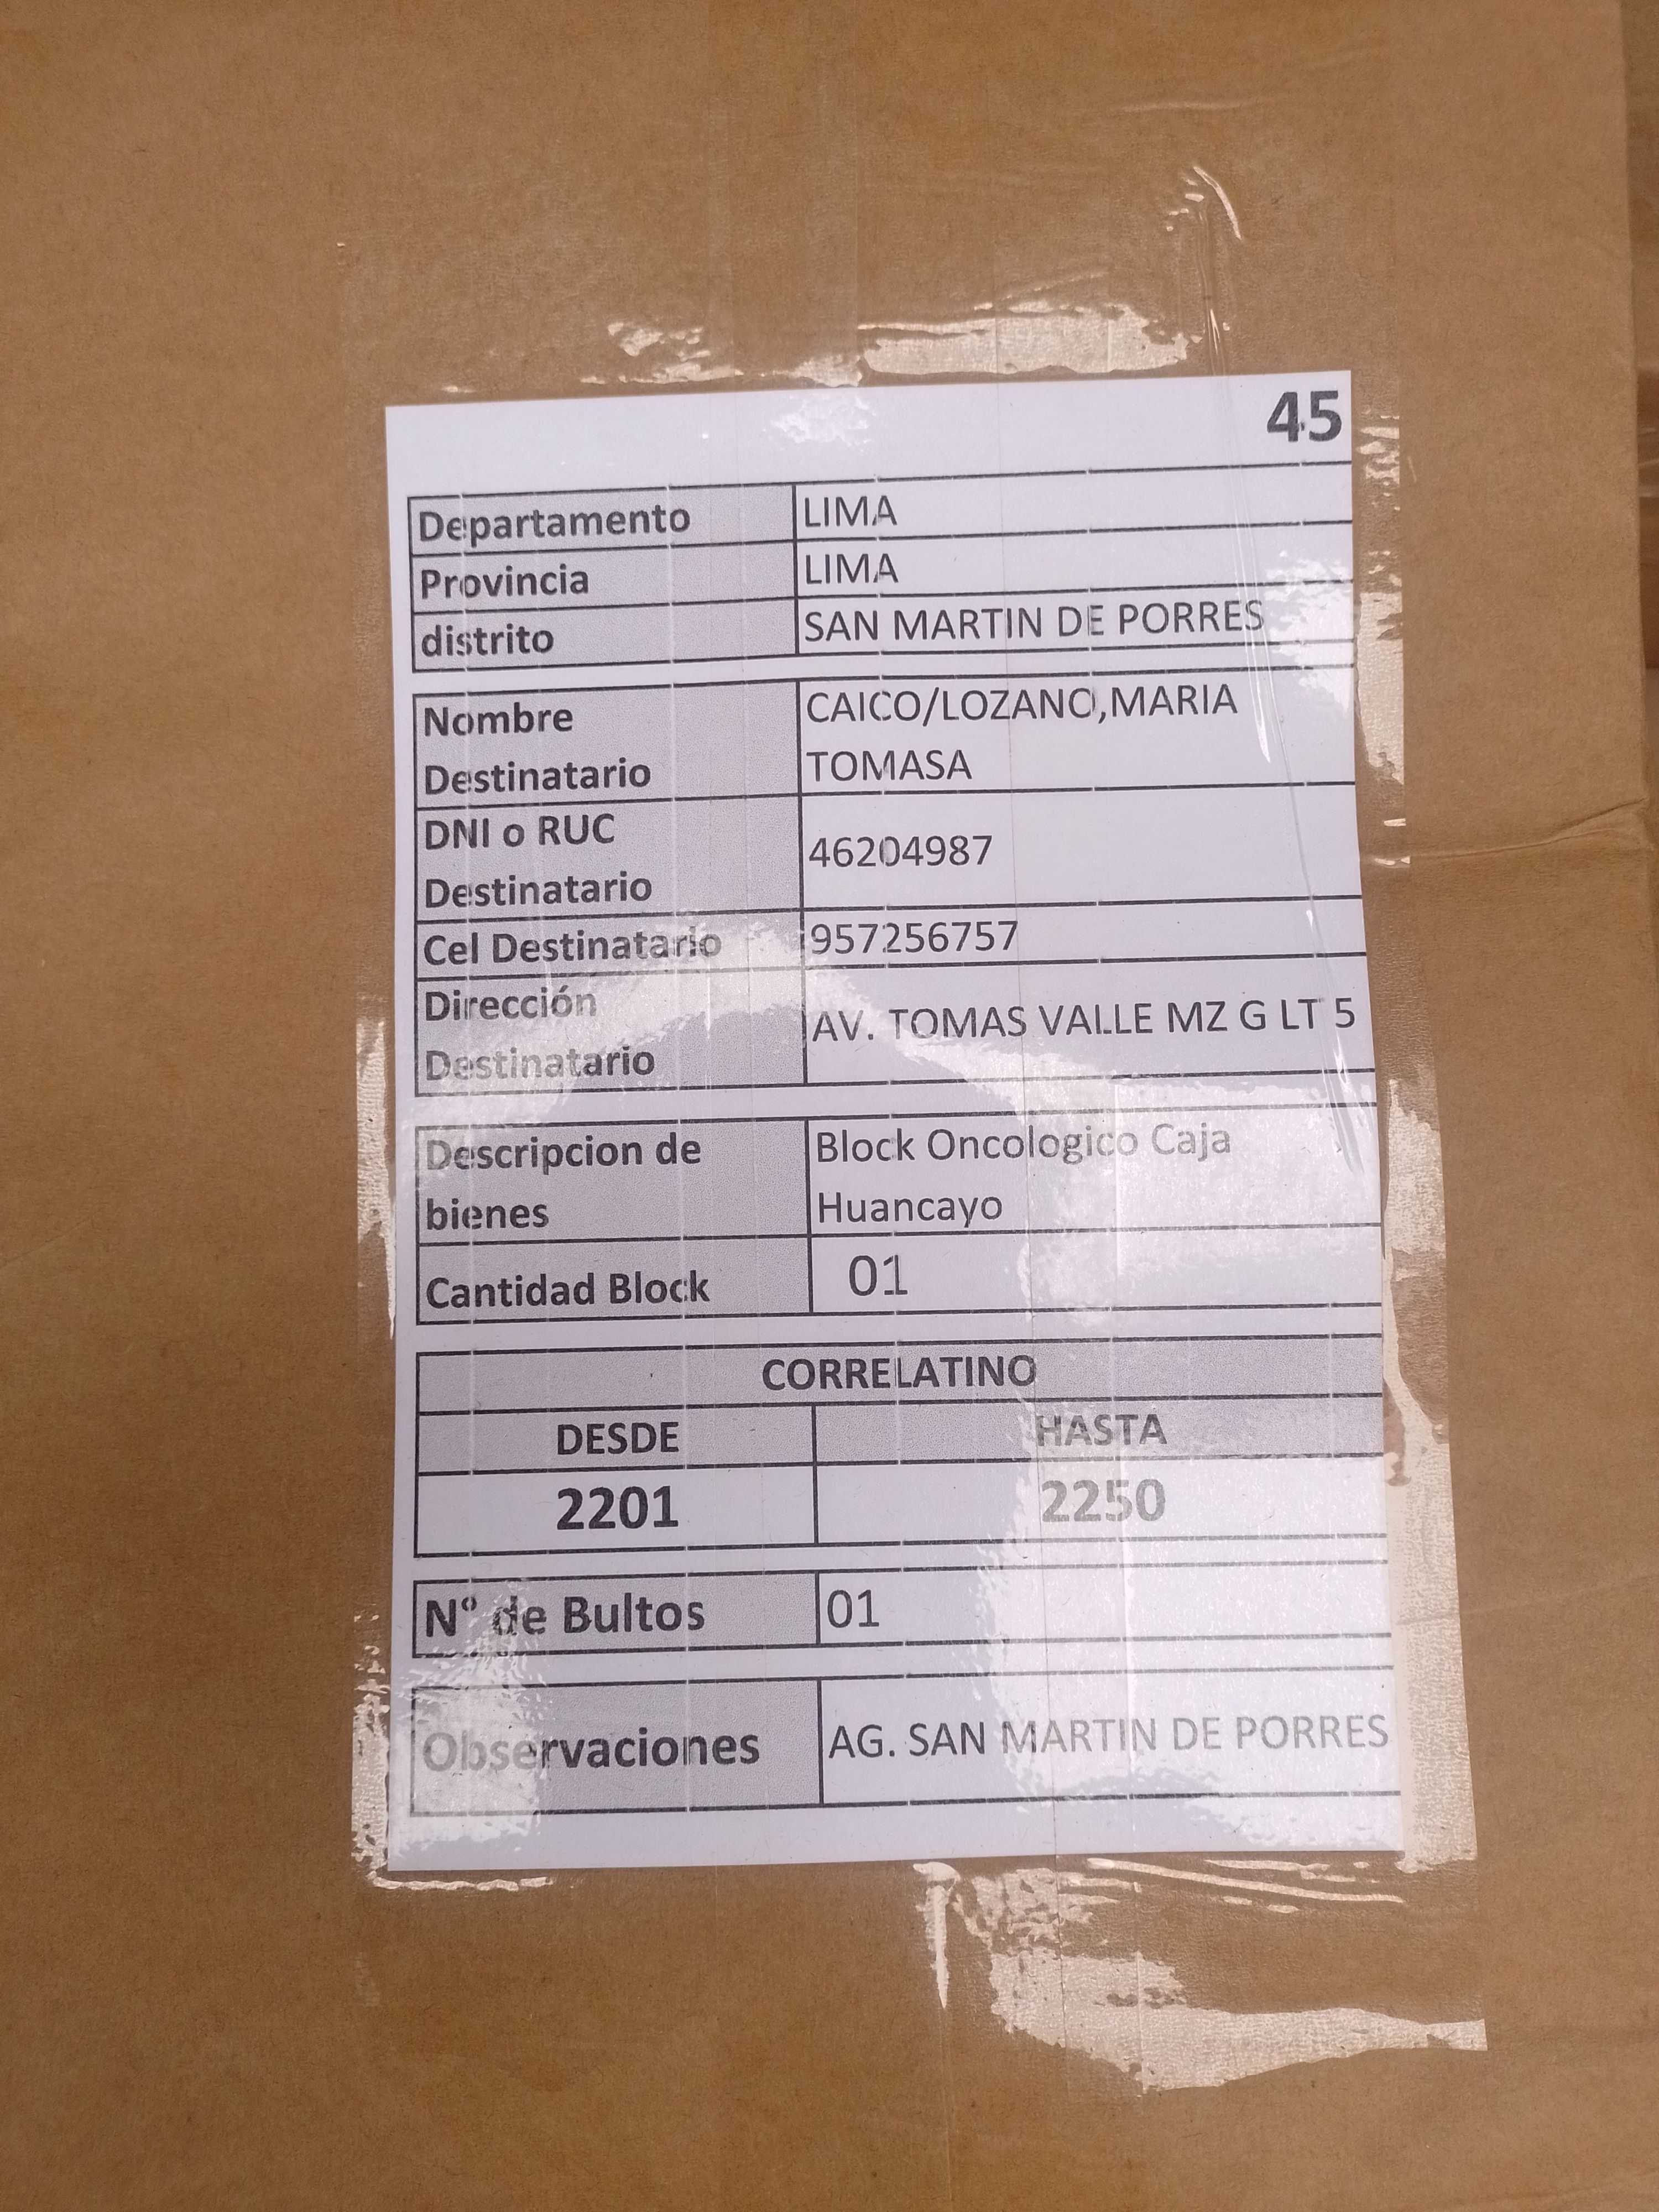 45
Departamento LIMA
Provincia LIMA
distrito SAN MARTIN DE PORRES
Nombre Destinatario CAICO/LOZANO,MARIA TOMASA
DNI o RUC Destinatario 46204987
Cel Destinatario 957256757
Dirección Destinatario AV. TOMAS VALLE MZ G LT 5
Descripcion de bienes Block Oncologico Caja Huancayo
Cantidad Block 01
CORRELATINO
DESDE HASTA
2201 2250
N° de Bultos 01
Observaciones AG. SAN MARTIN DE PORRES